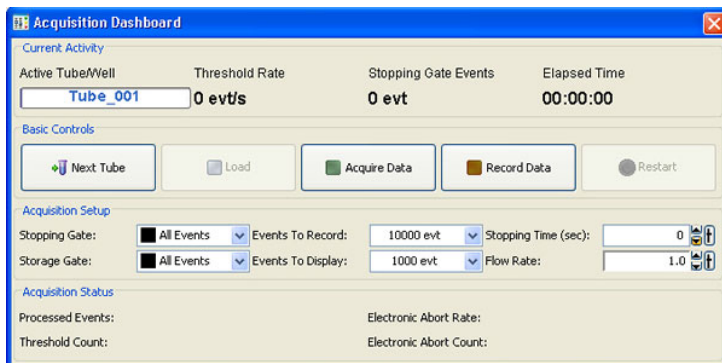 Acquisition Dashboard
Current Activity
Active Tube/Well Threshold Rate Stopping Gate Events Elapsed Time
Tube_001 0 evt/s 0 evt 00:00:00
Basic Controls
Next Tube Load Acquire Data Record Data Restart
Acquisition Setup
Stopping Gate: All Events Events To Record: 10000 evt Stopping Time (sec): 0
Storage Gate: All Events Events To Display: 1000 evt Flow Rate: 1.0
Acquisition Status
Processed Events: Electronic Abort Rate:
Threshold Count: Electronic Abort Count: